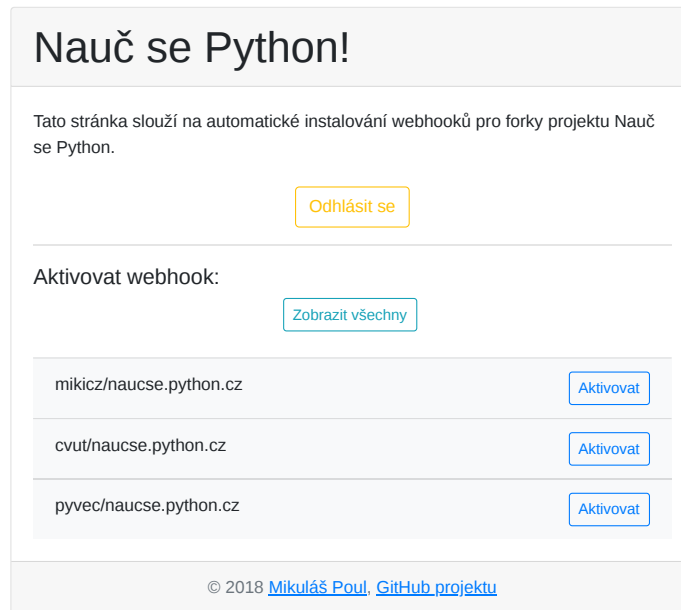 Nauč se Python!
Tato stránka slouží na automatické instalování webhooků pro forky projektu Nauč
se Python.
Odhlásit se
Aktivovat webhook:
Zobrazit všechny
mikicz/naucse.python.cz Aktivovat
cvut/naucse.python.cz Aktivovat
pyvec/naucse.python.cz Aktivovat
© 2018 Mikuláš Poul, GitHub projektu